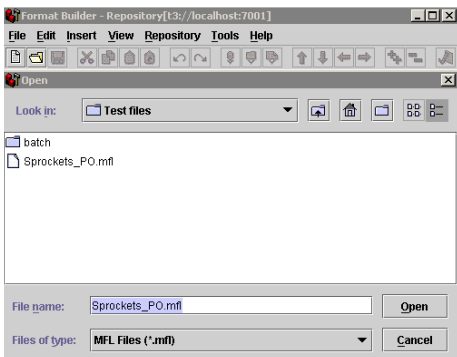 Format Builder - Repository[t3://localhost:7001]
File Edit Insert View Repository Tools Help
Open
Look in: Test files
batch
Sprockets_PO.mfl
File name: Sprockets_PO.mfl Open
Files of type: MFL Files (*.mfl) Cancel